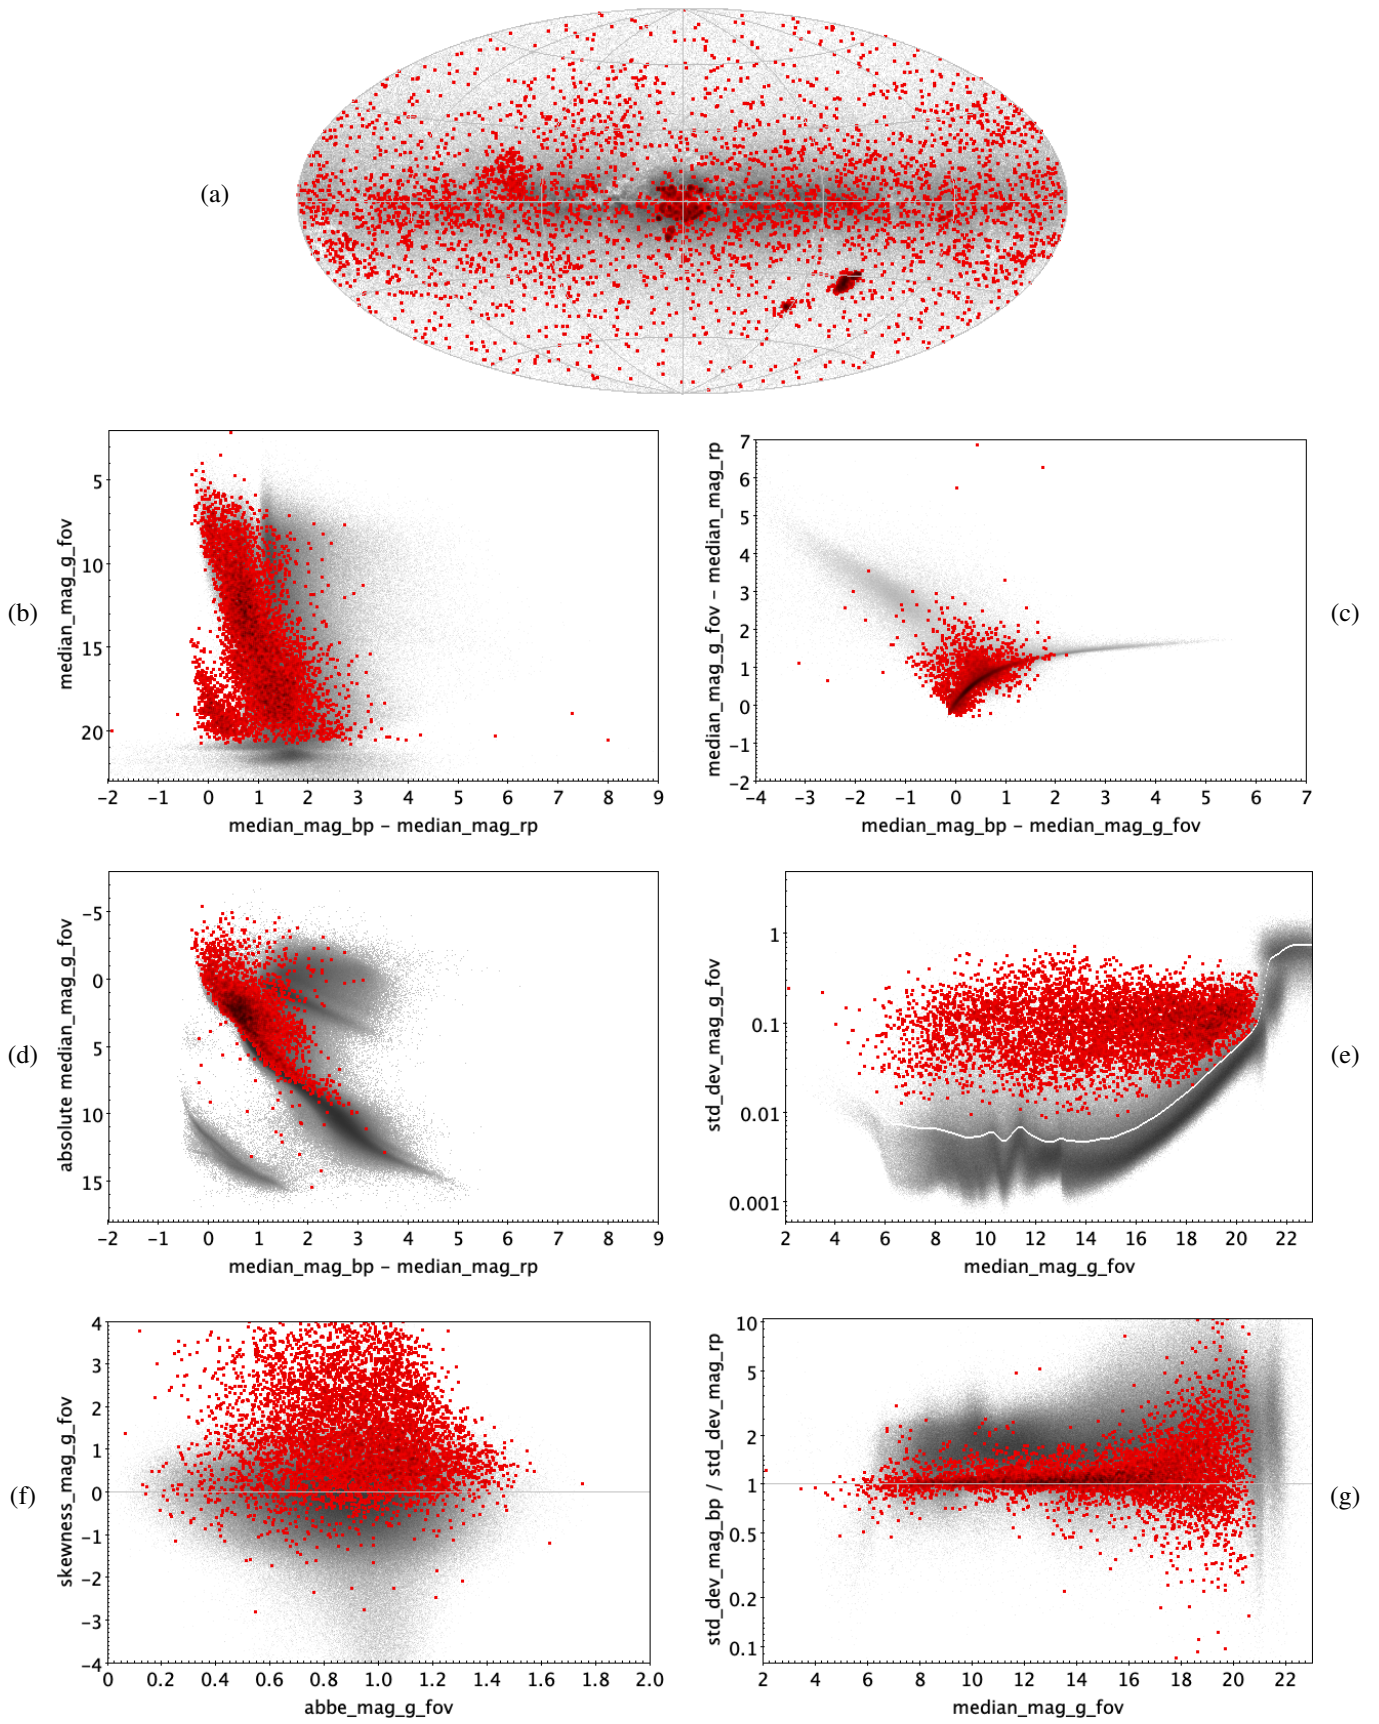 (a)
5
10
15
20
median_mag_g_fov
−2 −1 0 1 2 3 4 5 6 7 8 9
median_mag_bp − median_mag_rp
(b)
7
6
5
4
3
2
1
0
−1
−2
median_mag_g_fov − median_mag_rp
−4 −3 −2 −1 0 1 2 3 4 5 6 7
median_mag_bp − median_mag_g_fov
(c)
−5
0
5
10
15
absolute median_mag_g_fov
−2 −1 0 1 2 3 4 5 6 7 8 9
median_mag_bp − median_mag_rp
(d)
1
0.1
0.01
0.001
std_dev_mag_g_fov
2 4 6 8 10 12 14 16 18 20 22
median_mag_g_fov
(e)
4
3
2
1
0
−1
−2
−3
−4
skewness_mag_g_fov
0 0.2 0.4 0.6 0.8 1.0 1.2 1.4 1.6 1.8 2.0
abbe_mag_g_fov
(f)
10
5
2
1
0.5
0.2
0.1
std_dev_mag_bp / std_dev_mag_rp
2 4 6 8 10 12 14 16 18 20 22
median_mag_g_fov
(g)